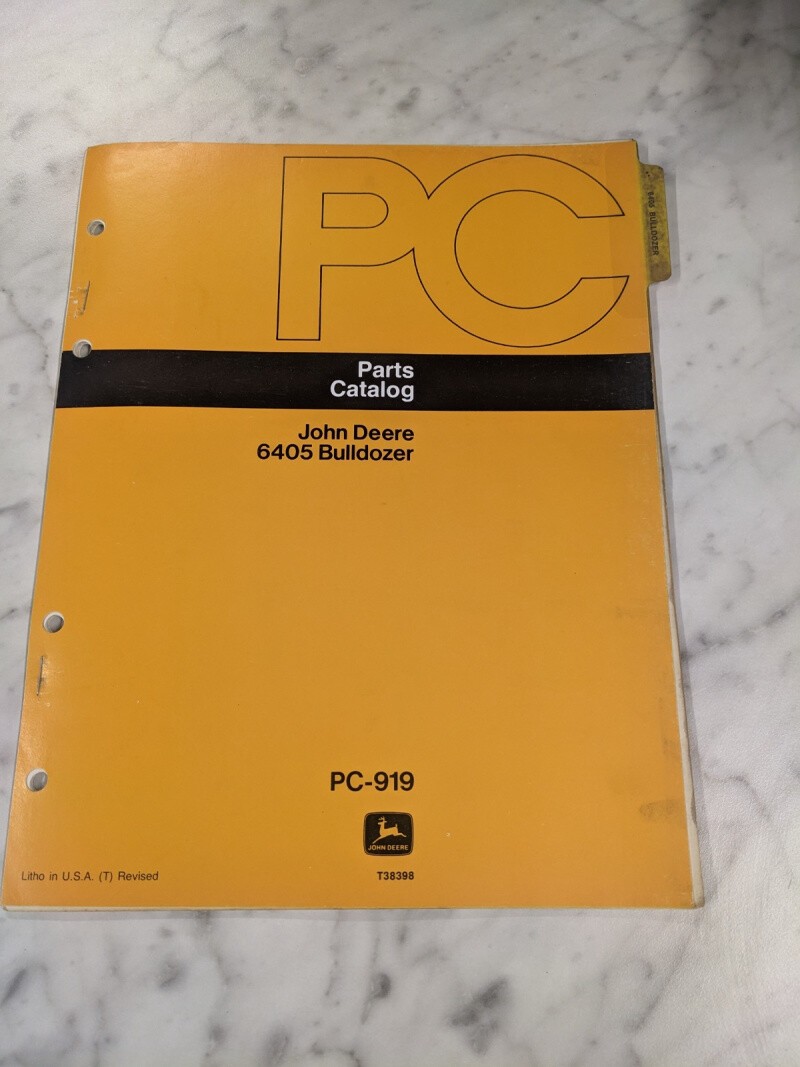 PC
6405 BULLDOZER
Parts
Catalog
John Deere
6405 Bulldozer
PC-919
JOHN DEERE
Litho in U.S.A. (T) Revised
T38398